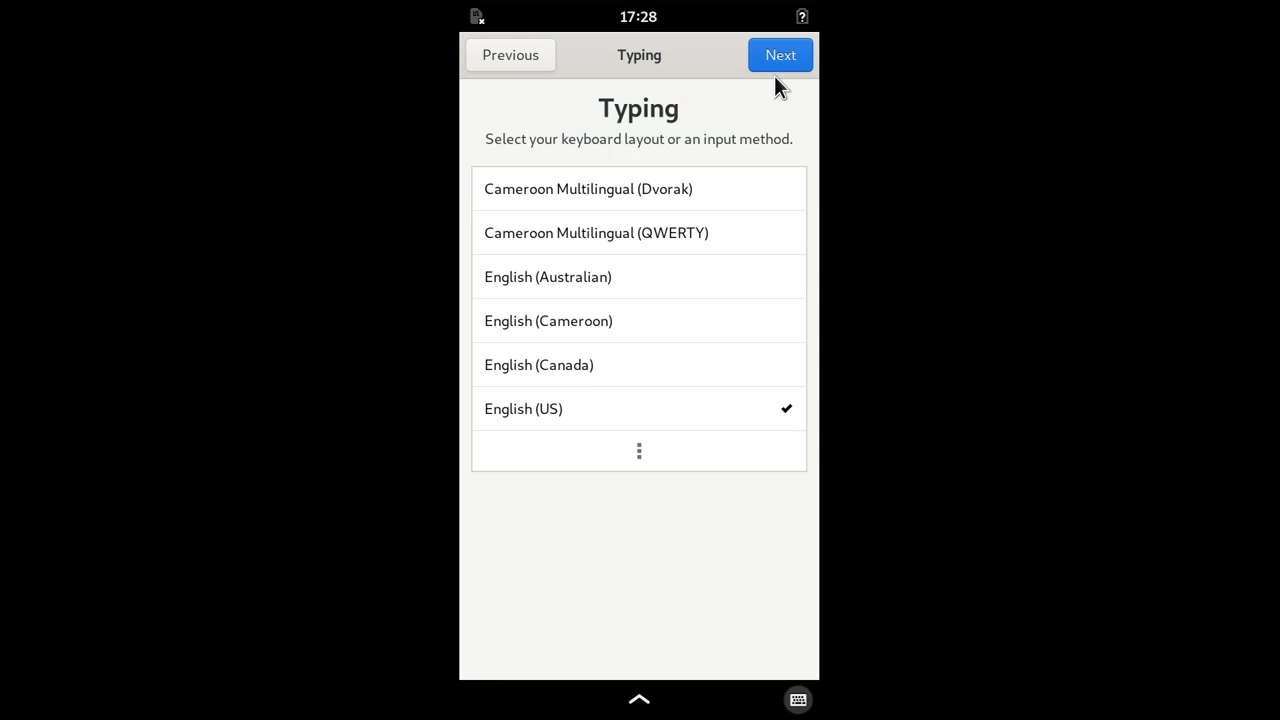 17:28
Previous
Typing
Next
Typing
Select your keyboard layout or an input method.
Cameroon Multilingual (Dvorak)
Cameroon Multilingual (QWERTY)
English (Australian)
English (Cameroon)
English (Canada)
English (US)